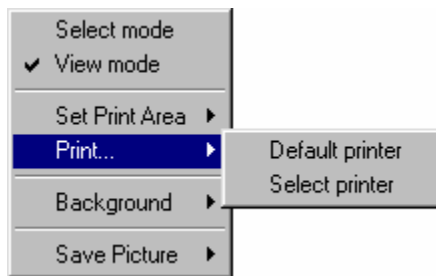 Select mode
View mode
Set Print Area
Print...
Default printer
Select printer
Background
Save Picture